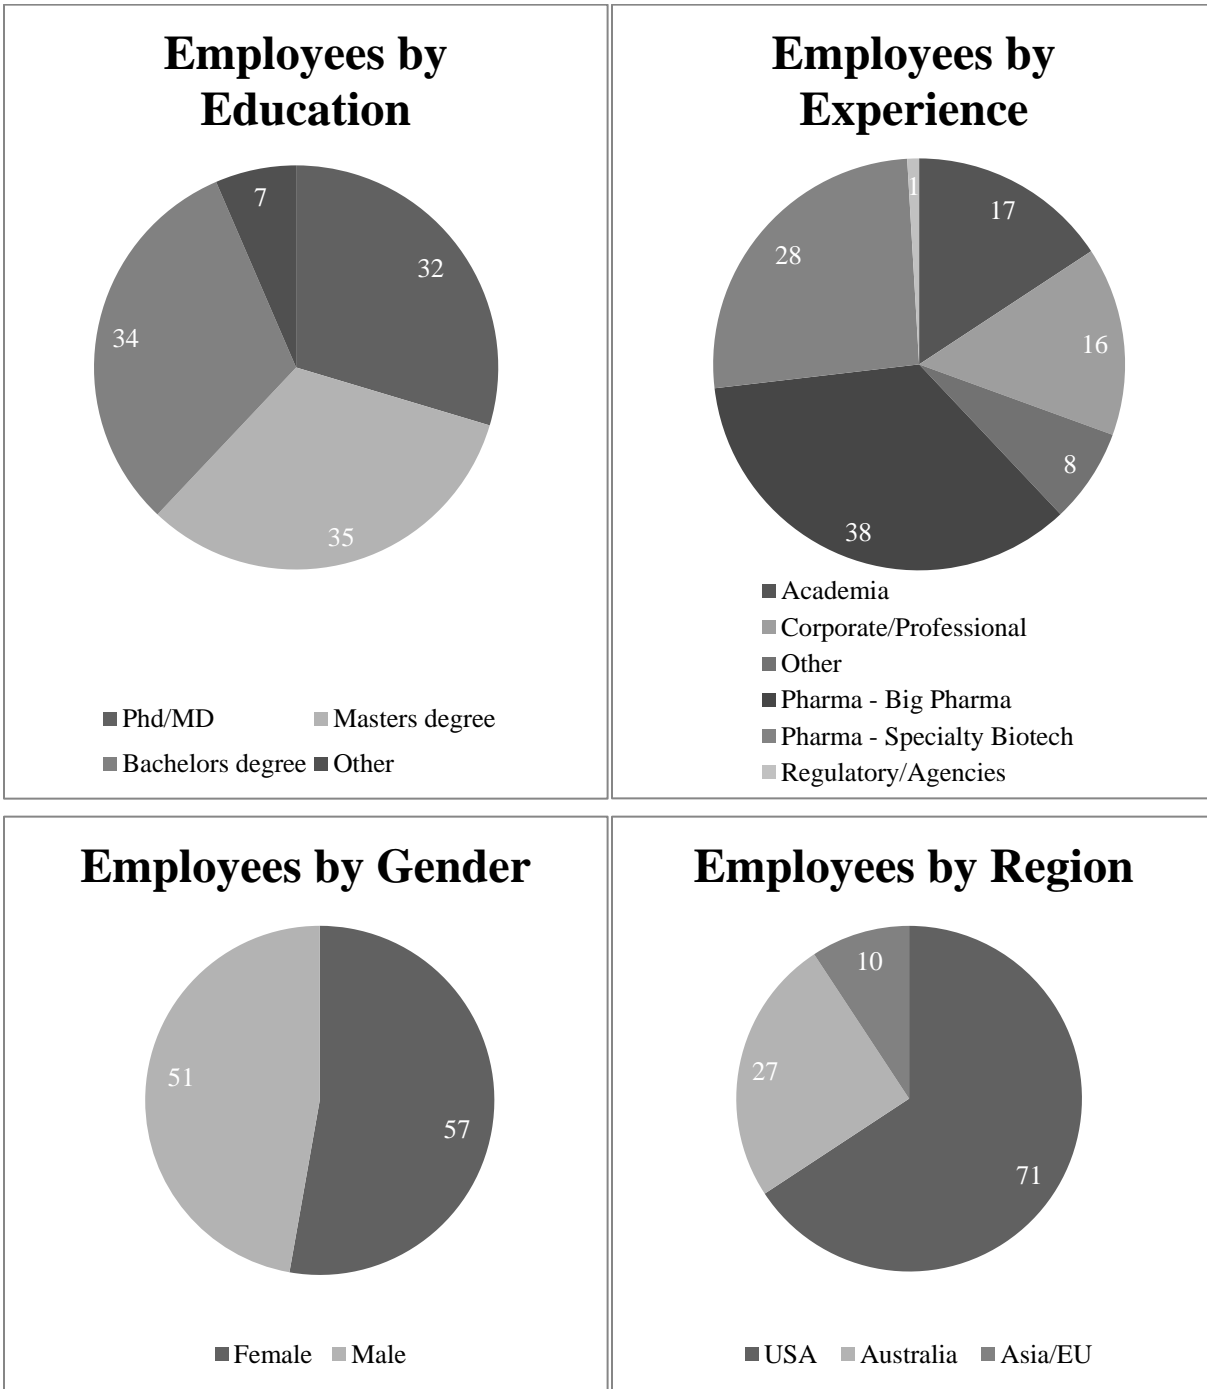 Employees by
Education
7
32
34
35
Phd/MD Masters degree
Bachelors degree Other
Employees by
Experience
1
17
28
16
8
38
Academia
Corporate/Professional
Other
Pharma - Big Pharma
Pharma - Specialty Biotech
Regulatory/Agencies
Employees by Gender
51
57
Female Male
Employees by Region
10
27
71
USA Australia Asia/EU